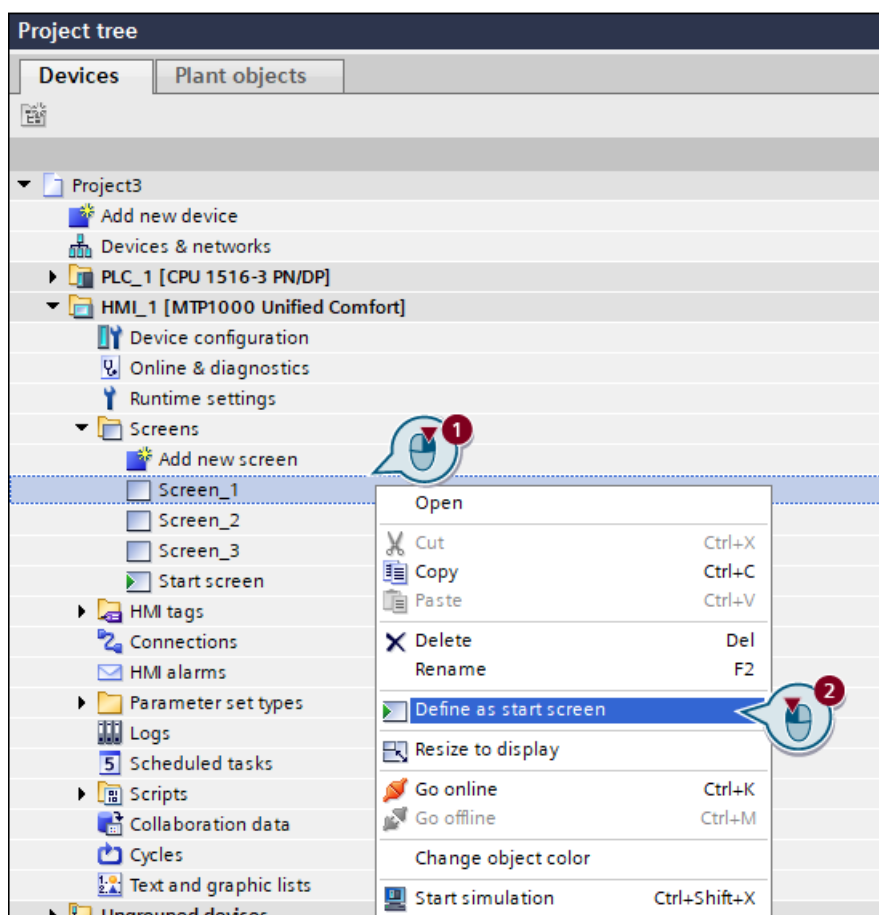 Project tree
Devices
Plant objects
Project3
Add new device
Devices & networks
PLC_1 [CPU 1516-3 PN/DP]
HMI_1 [MTP1000 Unified Comfort]
Device configuration
Online & diagnostics
Runtime settings
Screens
1
Add new screen
Screen_1
Screen_2
Screen_3
Start screen
HMI tags
Connections
HMI alarms
Parameter set types
Logs
Scheduled tasks
Scripts
Collaboration data
Cycles
Text and graphic lists
Ungrouped devices
Open
Cut Ctrl+X
Copy Ctrl+C
Paste Ctrl+V
Delete Del
Rename F2
2
Define as start screen
Resize to display
Go online Ctrl+K
Go offline Ctrl+M
Change object color
Start simulation Ctrl+Shift+X